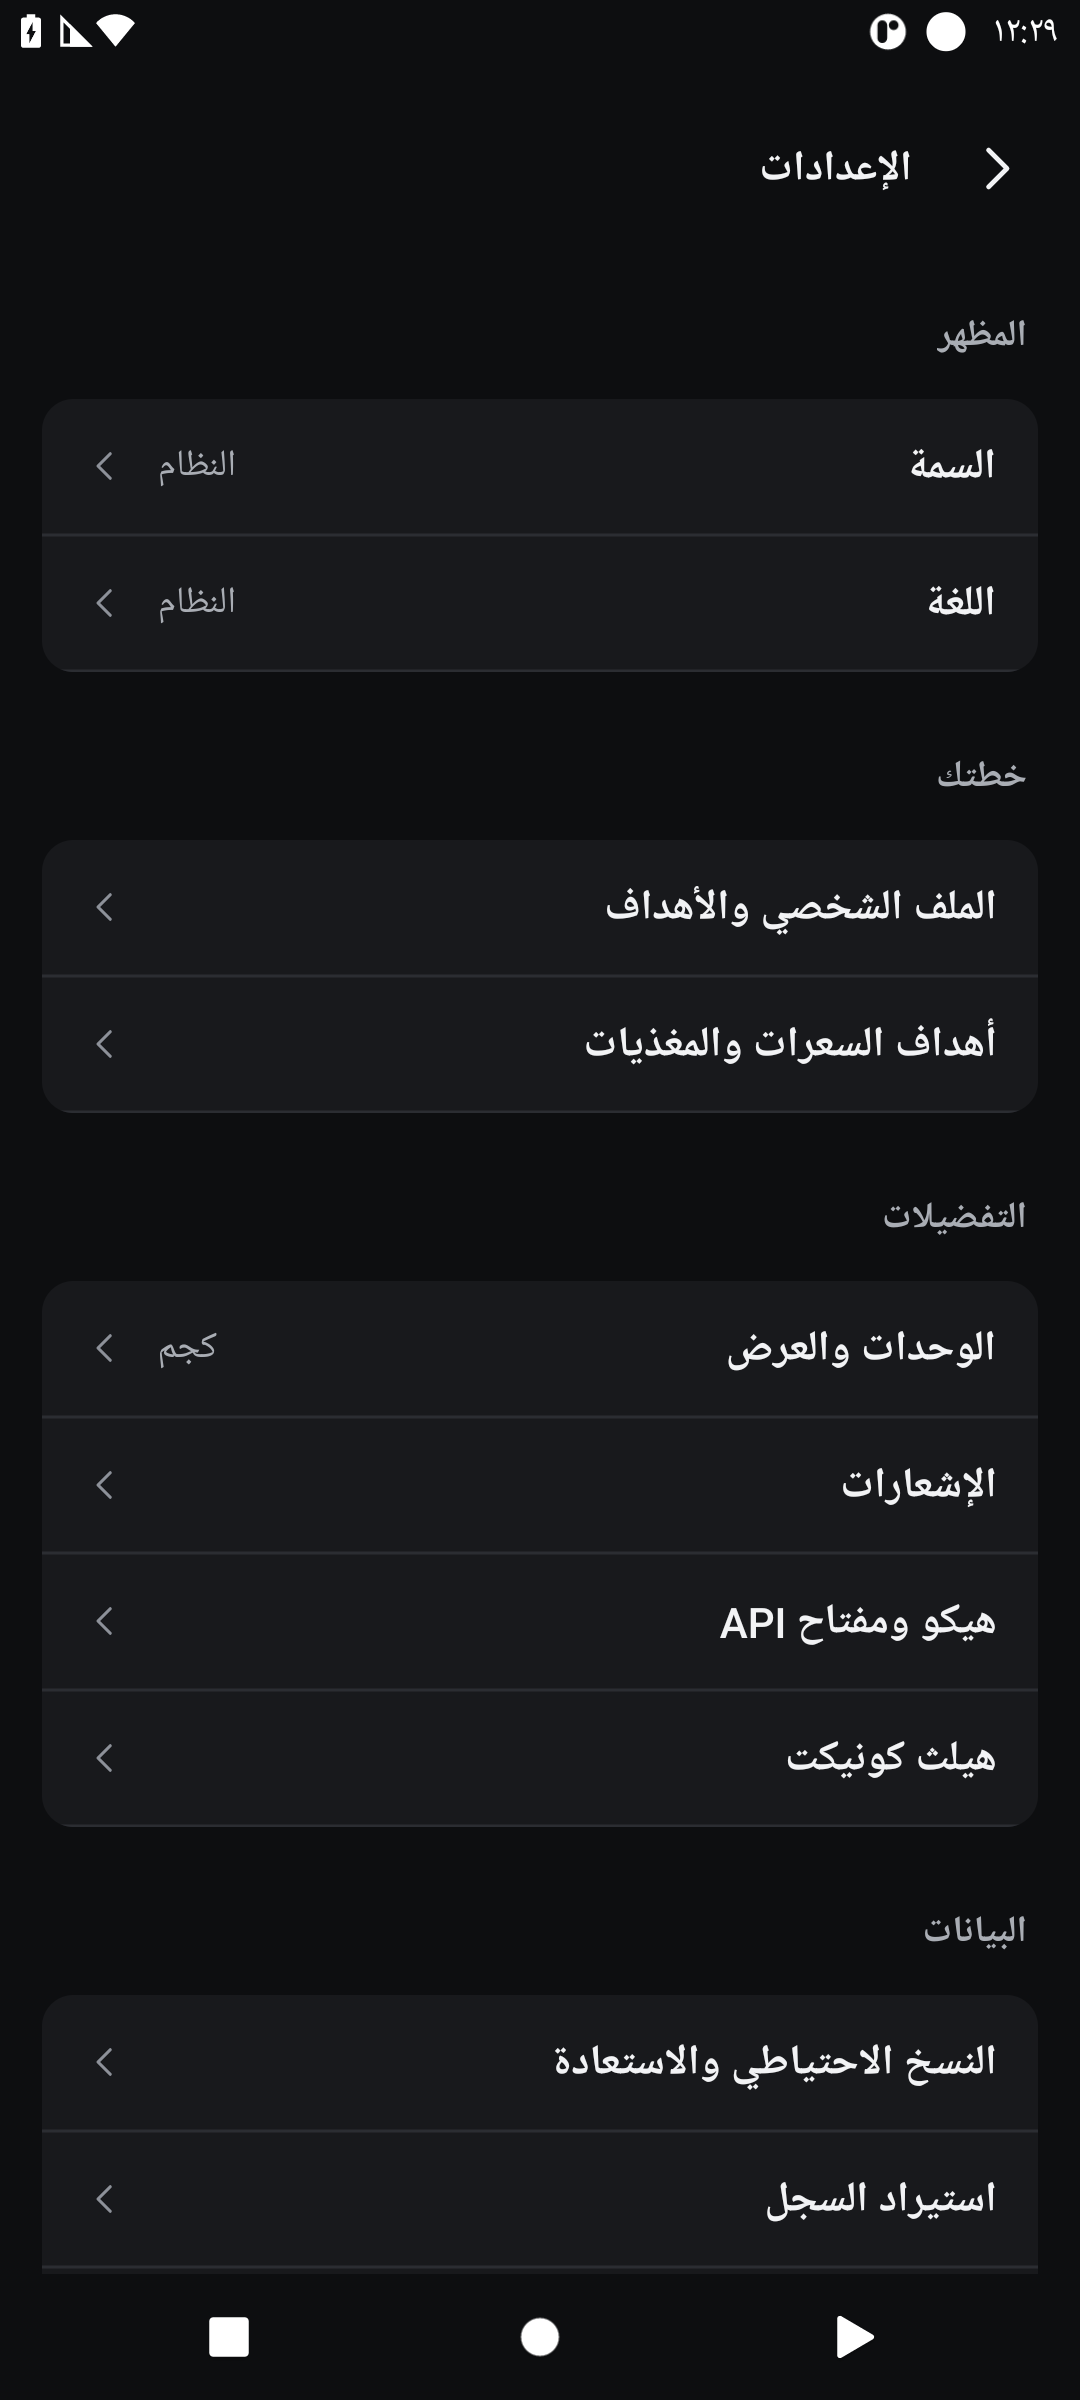 ١٢:٢٩
الإعدادات
المظهر
السمة
النظام
اللغة
النظام
خطتك
الملف الشخصي والأهداف
أهداف السعرات والمغذيات
التفضيلات
الوحدات والعرض
كجم
الإشعارات
هيكو ومفتاح API
هيلث كونيكت
البيانات
النسخ الاحتياطي والاستعادة
استيراد السجل